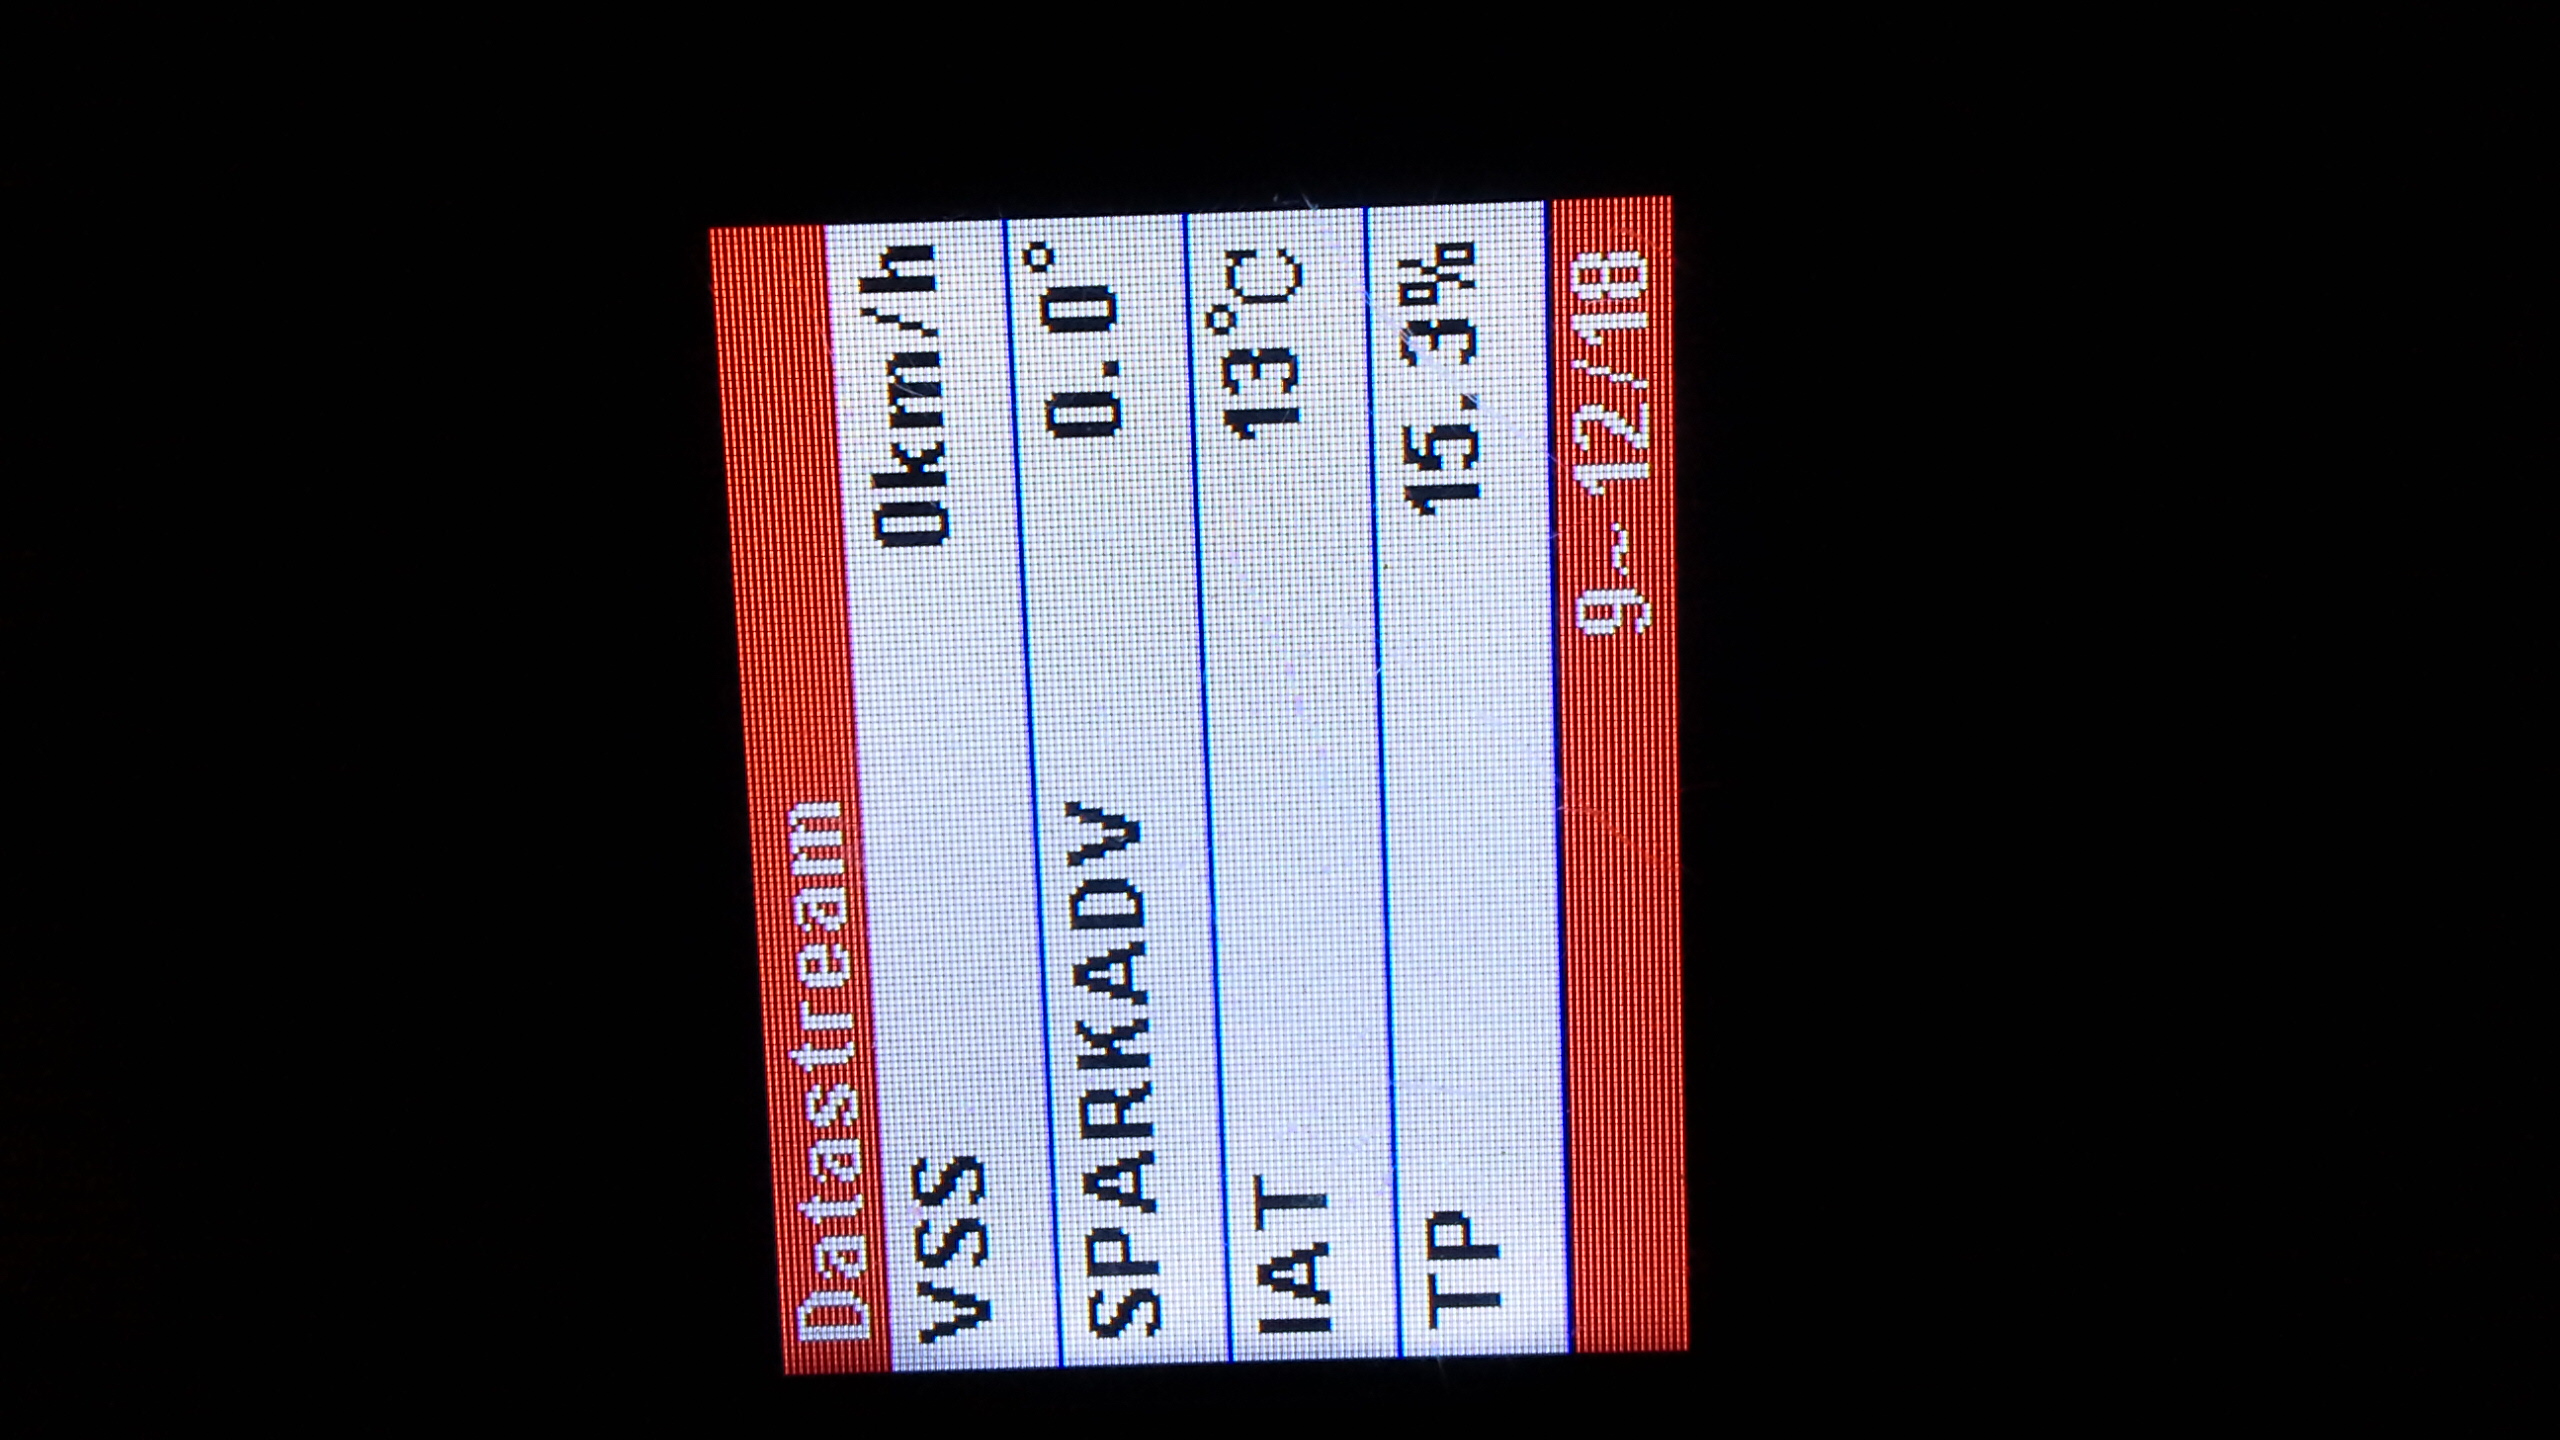 Datastream
VSS 0km/h
SPARKADV 0.0°
IAT 13°C
TP 15.3%
9~12/18